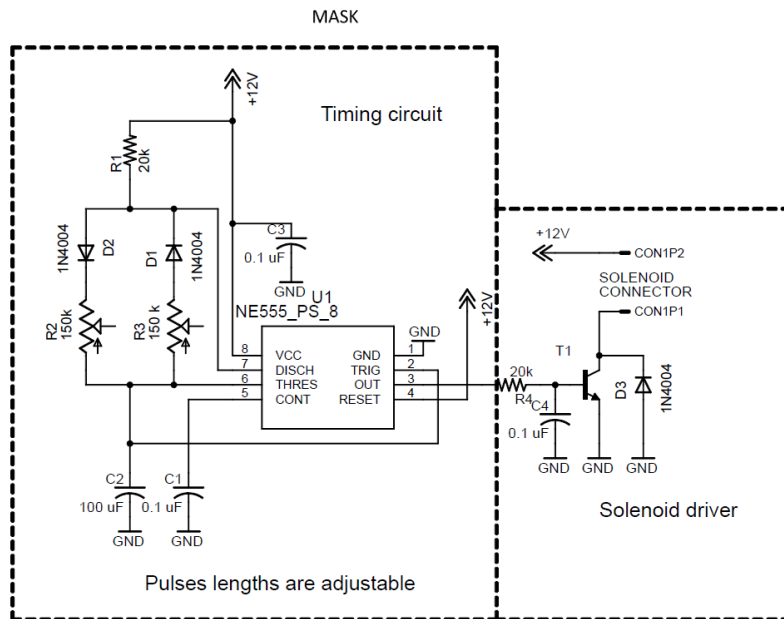 MASK
+12V
Timing circuit
R1
20k
1N4004
D2
D1
1N4004
C3
0.1 uF
GND
+12V
CON1P2
SOLENOID
CONNECTOR
CON1P1
R2
150k
R3
150 k
U1
NE555_PS_8
+12V
GND
8 VCC GND 1
7 DISCH TRIG 2
6 THRES OUT 3
5 CONT RESET 4
20k
R4
T1
D3
1N4004
C4
0.1 uF
GND
GND
GND
C2
100 uF
C1
0.1 uF
GND
GND
Solenoid driver
Pulses lengths are adjustable